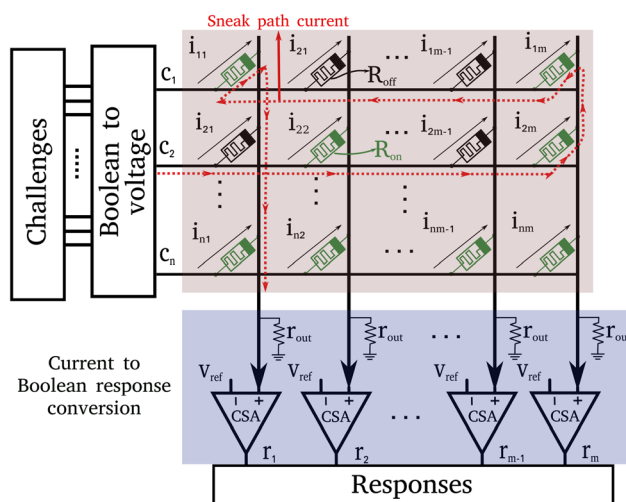 Sneak path current
i11 i21 ... i1m-1 i1m
Roff
c1
i21 i22 ... i2m-1 i2m
Ron
c2
in1 in2 ... inm-1 inm
cn
Challenges
Boolean to voltage
rout rout ... rout rout
Current to
Boolean response
conversion
Vref Vref Vref Vref
− + − + − + − +
CSA CSA ... CSA CSA
r1 r2 rm-1 rm
Responses